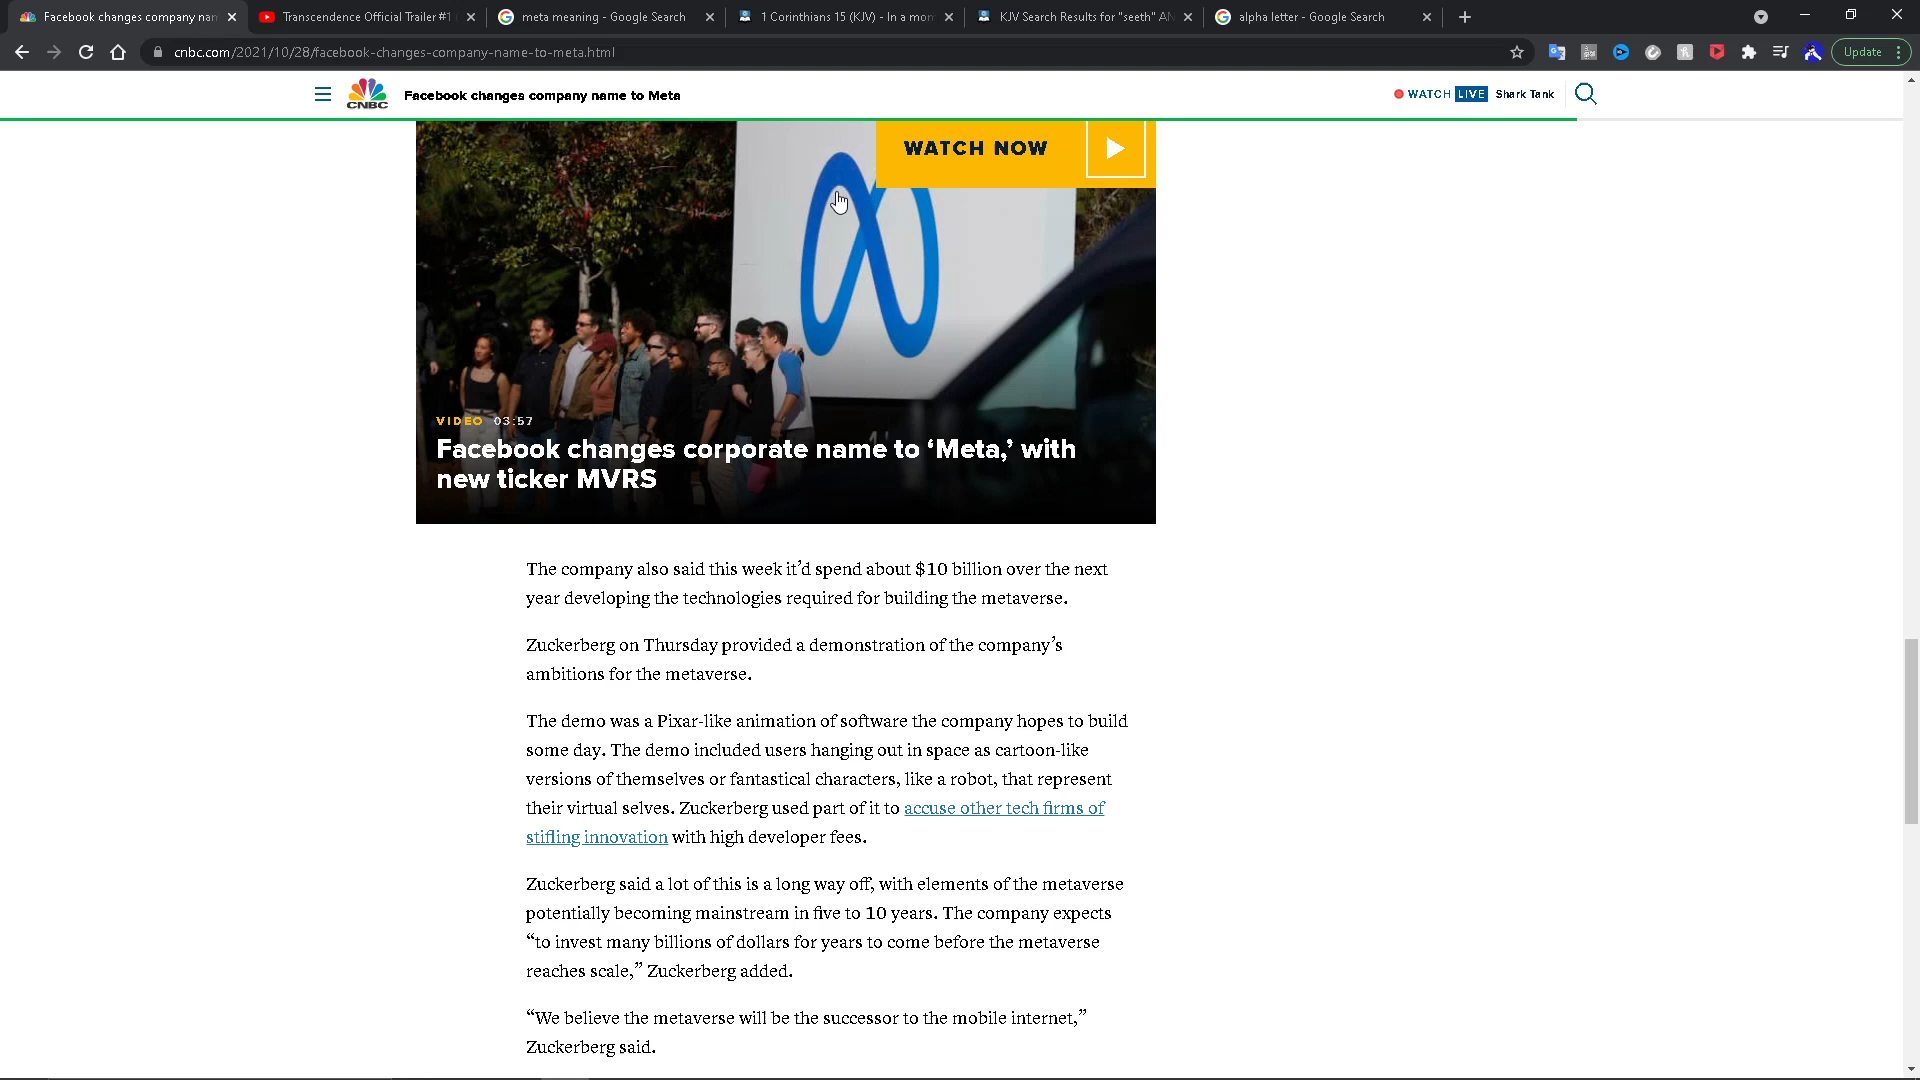 Facebook changes company nam
Transcendence Official Trailer #1
meta meaning - Google Search
1 Corinthians 15 (KJV) - In a mom
KJV Search Results for "seeth" AN
alpha letter - Google Search
cnbc.com/2021/10/28/facebook-changes-company-name-to-meta.html
Update
CNBC
Facebook changes company name to Meta
WATCH LIVE Shark Tank
WATCH NOW
VIDEO 03:57
Facebook changes corporate name to ‘Meta,’ with
new ticker MVRS
The company also said this week it’d spend about $10 billion over the next
year developing the technologies required for building the metaverse.
Zuckerberg on Thursday provided a demonstration of the company’s
ambitions for the metaverse.
The demo was a Pixar-like animation of software the company hopes to build
some day. The demo included users hanging out in space as cartoon-like
versions of themselves or fantastical characters, like a robot, that represent
their virtual selves. Zuckerberg used part of it to accuse other tech firms of
stifling innovation with high developer fees.
Zuckerberg said a lot of this is a long way off, with elements of the metaverse
potentially becoming mainstream in five to 10 years. The company expects
“to invest many billions of dollars for years to come before the metaverse
reaches scale,” Zuckerberg added.
“We believe the metaverse will be the successor to the mobile internet,”
Zuckerberg said.